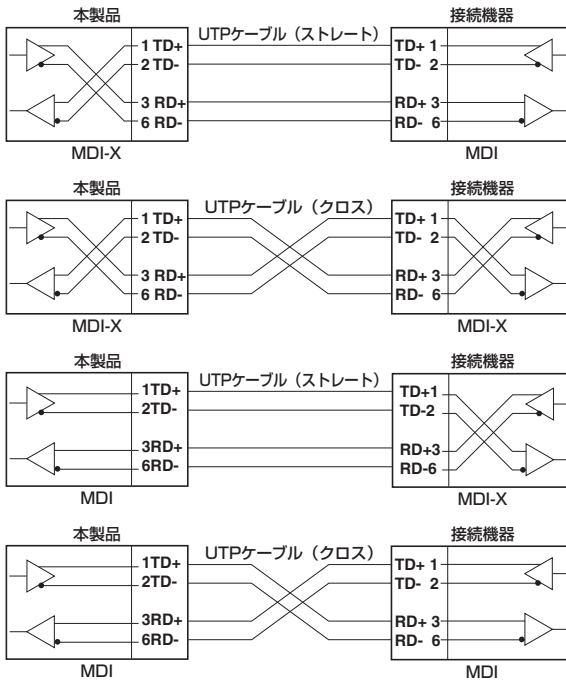 本製品
接続機器
UTPケーブル（ストレート）
1 TD+
2 TD-
3 RD+
6 RD-
TD+ 1
TD- 2
RD+ 3
RD- 6
MDI-X
MDI
本製品
接続機器
UTPケーブル（クロス）
1 TD+
2 TD-
3 RD+
6 RD-
TD+ 1
TD- 2
RD+ 3
RD- 6
MDI-X
MDI-X
本製品
接続機器
UTPケーブル（ストレート）
1TD+
2TD-
3RD+
6RD-
TD+1
TD-2
RD+3
RD-6
MDI
MDI-X
本製品
接続機器
UTPケーブル（クロス）
1TD+
2TD-
3RD+
6RD-
TD+ 1
TD- 2
RD+ 3
RD- 6
MDI
MDI